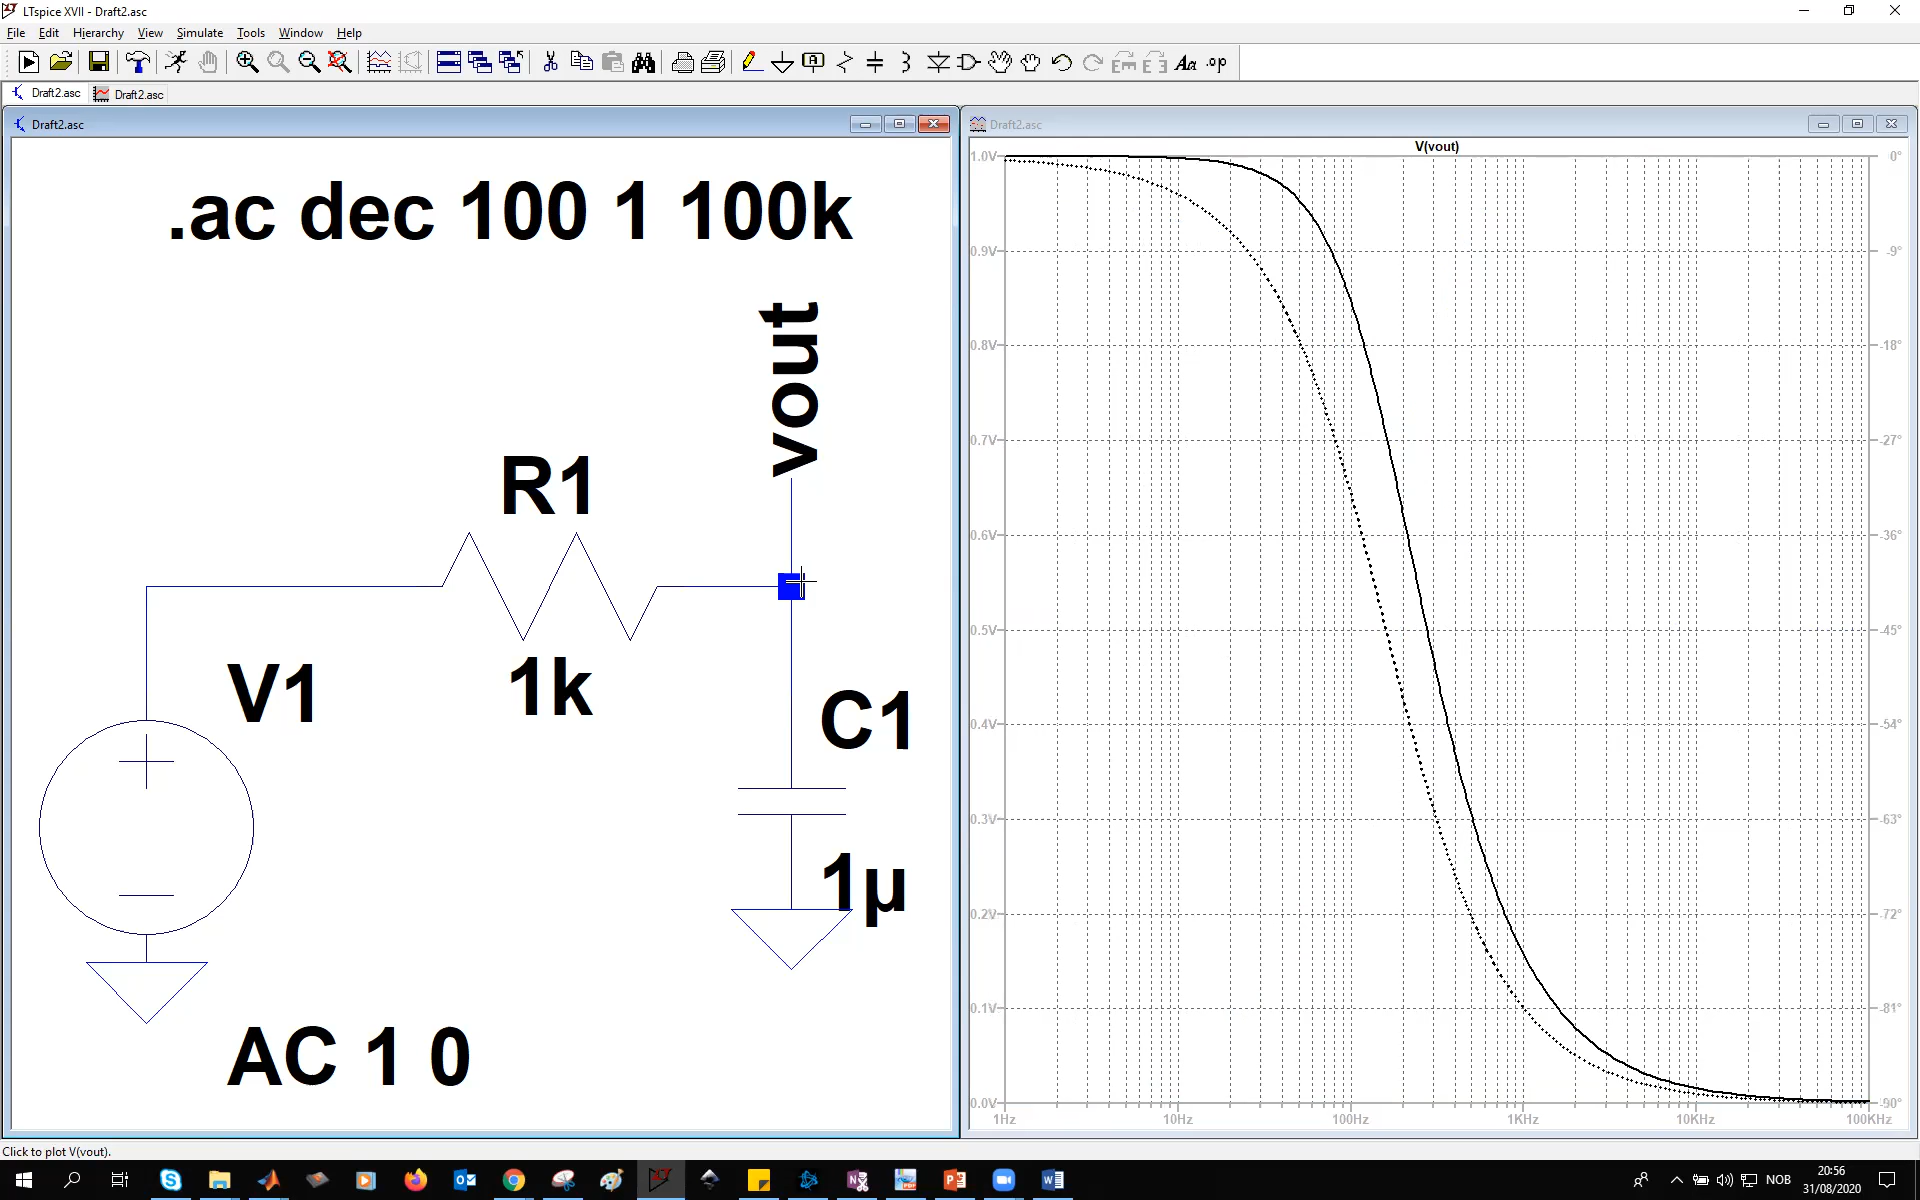 LTspice XVII - Draft2.asc
File Edit Hierarchy View Simulate Tools Window Help
Draft2.asc Draft2.asc
Draft2.asc
.ac dec 100 1 100k
vout
R1
1k
V1
C1
1µ
AC 1 0
Draft2.asc
V(vout)
1.0V
0.9V
0.8V
0.7V
0.6V
0.5V
0.4V
0.3V
0.2V
0.1V
0.0V
0°
-9°
-18°
-27°
-36°
-45°
-54°
-63°
-72°
-81°
-90°
1Hz 10Hz 100Hz 1KHz 10KHz 100KHz
Click to plot V(vout).
NOB
20:56
31/08/2020